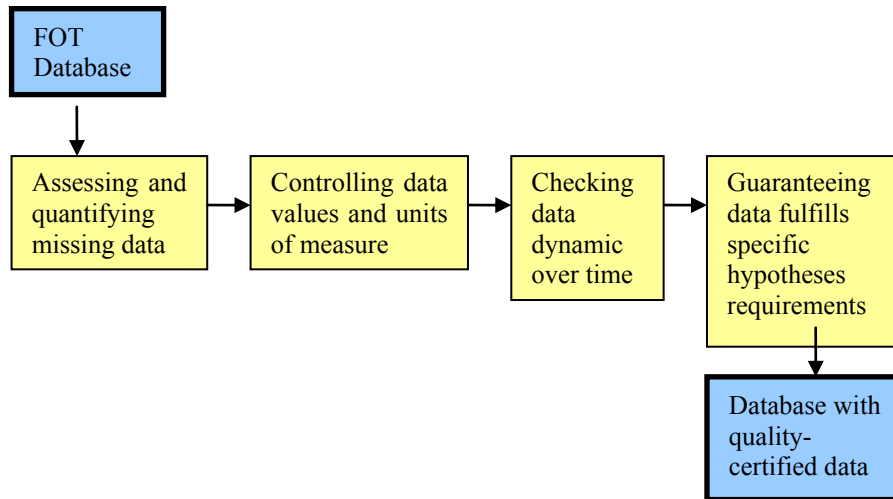 FOT
Database
Assessing and
quantifying
missing data
Controlling data
values and units
of measure
Checking
data
dynamic
over time
Guaranteeing
data fulfills
specific
hypotheses
requirements
Database with
quality-
certified data